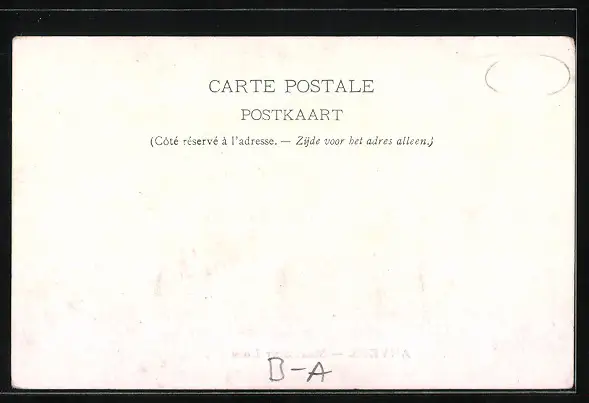 CARTE POSTALE
POSTKAART
(Côté réservé à l'adresse. — Zijde voor het adres alleen.)
B-A